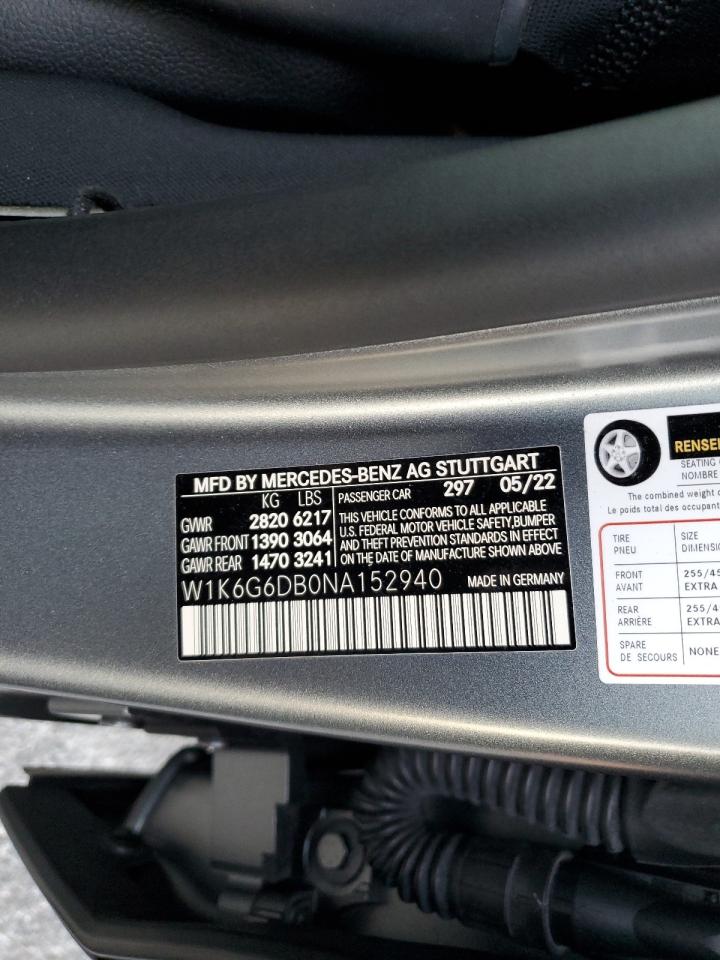 MFD BY MERCEDES-BENZ AG STUTTGART
KG LBS
GVWR 2820 6217
GAWR FRONT 1390 3064
GAWR REAR 1470 3241
PASSENGER CAR 297 05/22
THIS VEHICLE CONFORMS TO ALL APPLICABLE
U.S. FEDERAL MOTOR VEHICLE SAFETY,BUMPER
AND THEFT PREVENTION STANDARDS IN EFFECT
ON THE DATE OF MANUFACTURE SHOWN ABOVE.
W1K6G6DB0NA152940 MADE IN GERMANY
RENSEI
SEATING
NOMBRE
The combined weight
Le poids total des occupant
TIRE SIZE
PNEU DIMENSI
FRONT 255/4
AVANT EXTRA
REAR 255/4
ARRIÈRE EXTRA
SPARE NONE
DE SECOURS